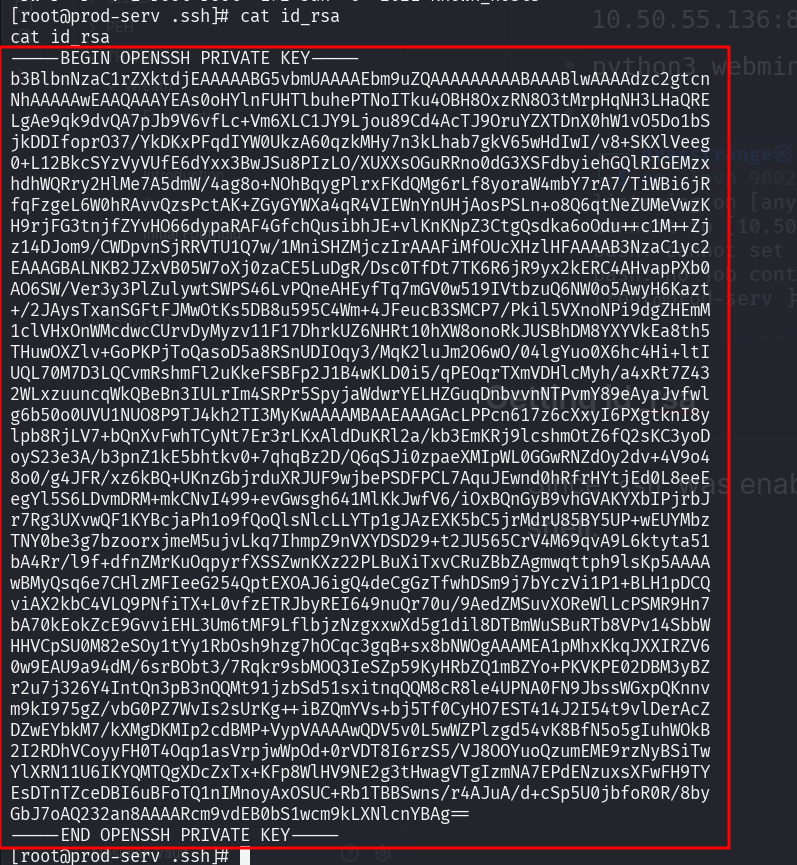 [root@prod-serv .ssh]# cat id_rsa
cat id_rsa
-----BEGIN OPENSSH PRIVATE KEY-----
b3BlbnNzaC1rZXktdjEAAAAABG5vbmUAAAAEbm9uZQAAAAAAAAABAAABlwAAAAdzc2gtcn
NhAAAAAwEAAQAAAYEAs0oHYlnFUHTlbuhePTNoITku4OBH8OxzRN8O3tMrpHqNH3LHaQRE
LgAe9qk9dvQA7pJb9V6vfLc+Vm6XLC1JY9Ljou89Cd4AcTJ9OruYZXTDnX0hW1vO5Do1bS
jkDDIfoprO37/YkDKxPFqdIYW0UkzA60qzkMHy7n3kLhab7gkV65wHdIwI/v8+SKXlVeeg
0+L12BkcSYzVyVUfE6dYxx3BwJSu8PIzLO/XUXXsOGuRRno0dG3XSFdbyiehGQlRIGEMzx
hdhWQRry2HlMe7A5dmW/4ag8o+NOhBqygPlrxFKdQMg6rLf8yoraW4mbY7rA7/TiWBi6jR
fqFzgeL6W0hRAvvQzsPctAK+ZGyGYWXa4qR4VIEWnYnUHjAosPSLn+o8Q6qtNeZUMeVwzK
H9rjFG3tnjfZYvHO66dypaRAF4GfchQusibhJE+vlKnKNpZ3CtgQsdka6oOdu++c1M++Zj
z14DJom9/CWDpvnSjRRVTU1Q7w/1MniSHZMjczIrAAAFiMfOUcXHzlHFAAAAB3NzaC1yc2
EAAAGBALNKB2JZxVB05W7oXj0zaCE5LuDgR/Dsc0TfDt7TK6R6jR9yx2kERC4AHvapPXb0
AO6SW/Ver3y3PlZulywtSWPS46LvPQneAHEyfTq7mGV0w519IVtbzuQ6NW0o5AwyH6Kazt
+/2JAysTxanSGFtFJMwOtKs5DB8u595C4Wm+4JFeucB3SMCP7/Pkil5VXnoNPi9dgZHEmM
1clVHxOnWMcdwcCUrvDyMyzv11F17DhrkUZ6NHRt10hXW8onoRkJUSBhDM8YXYVkEa8th5
THuwOXZlv+GoPKPjToQasoD5a8RSnUDIOqy3/MqK2luJm2O6wO/04lgYuo0X6hc4Hi+ltI
UQL70M7D3LQCvmRshmFl2uKkeFSBFp2J1B4wKLD0i5/qPEOqrTXmVDHlcMyh/a4xRt7Z43
2WLxzuuncqWkQBeBn3IULrIm4SRPr5SpyjaWdwrYELHZGuqDnbvvnNTPvmY89eAyaJvfwl
g6b50o0UVU1NUO8P9TJ4kh2TI3MyKwAAAAMBAAEAAAGAcLPPcn617z6cXxyI6PXgtknI8y
lpb8RjLV7+bQnXvFwhTCyNt7Er3rLKxAldDuKRl2a/kb3EmKRj9lcshmOtZ6fQ2sKC3yoD
oyS23e3A/b3pnZ1kE5bhtkv0+7qhqBz2D/Q6qSJi0zpaeXMIpWL0GGwRNZdOy2dv+4V9o4
8o0/g4JFR/xz6kBQ+UKnzGbjrduXRJUF9wjbePSDFPCL7AquJEwnd0hRfrHYtjEd0L8eeE
egYl5S6LDvmDRM+mkCNvI499+evGwsgh641MlKkJwfV6/iOxBQnGyB9vhGVAKYXbIPjrbJ
r7Rg3UXvwQF1KYBcjaPh1o9fQoQlsNlcLLYTp1gJAzEXK5bC5jrMdrU85BY5UP+wEUYMbz
TNY0be3g7bzoorxjmeM5ujvLkq7IhmpZ9nVXYDSD29+t2JU565CrV4M69qvA9L6ktyta51
bA4Rr/l9f+dfnZMrKuOqpyrfXSSZwnKXz22PLBuXiTxvCRuZBbZAgmwqttph9lsKp5AAAA
wBMyQsq6e7CHlzMFIeeG254QptEXOAJ6igQ4deCgGzTfwhDSm9j7bYczVi1P1+BLH1pDCQ
viAX2kbC4VLQ9PNfiTX+L0vfzETRJbyREI649nuQr70u/9AedZMSuvXOReWlLcPSMR9Hn7
bA70kEokZcE9GvviEHL3Um6tMF9LflbjzNzgxxwXd5g1dil8DTBmWuSBuRTb8VPv14SbbW
HHVCpSU0M82eSOy1tYy1RbOsh9hzg7hOCqc3gqB+sx8bNWOgAAAMEA1pMhxKkqJXXIRZV6
0w9EAU9a94dM/6srBObt3/7Rqkr9sbMOQ3IeSZp59KyHRbZQ1mBZYo+PKVKPE02DBM3yBZ
r2u7j326Y4IntQn3pB3nQQMt91jzbSd51sxitnqQQM8cR8le4UPNA0FN9JbssWGxpQKnnv
m9kI975gZ/vbG0PZ7WvIs2sUrKg++iBZQmYVs+bj5Tf0CyHO7EST414J2I54t9vlDerAcZ
DZwEYbkM7/kXMgDKMIp2cdBMP+VypVAAAAwQDV5v0L5wWZPlzgd54vK8BfN5o5gIuhWOkB
2I2RDhVCoyyFH0T4Oqp1asVrpjwWpOd+0rVDT8I6rzS5/VJ8OOYuoQzumEME9rzNyBSiTw
YlXRN11U6IKYQMTQgXDcZxTx+KFp8WlHV9NE2g3tHwagVTgIzmNA7EPdENzuxsXFwFH9TY
EsDTnTZceDBI6uBFoTQ1nIMnoyAxOSUC+Rb1TBBSwns/r4AJuA/d+cSp5U0jbfoR0R/8by
GbJ7oAQ232an8AAAARcm9vdEB0bS1wcm9kLXNlcnYBAg==
-----END OPENSSH PRIVATE KEY-----
[root@prod-serv .ssh]#